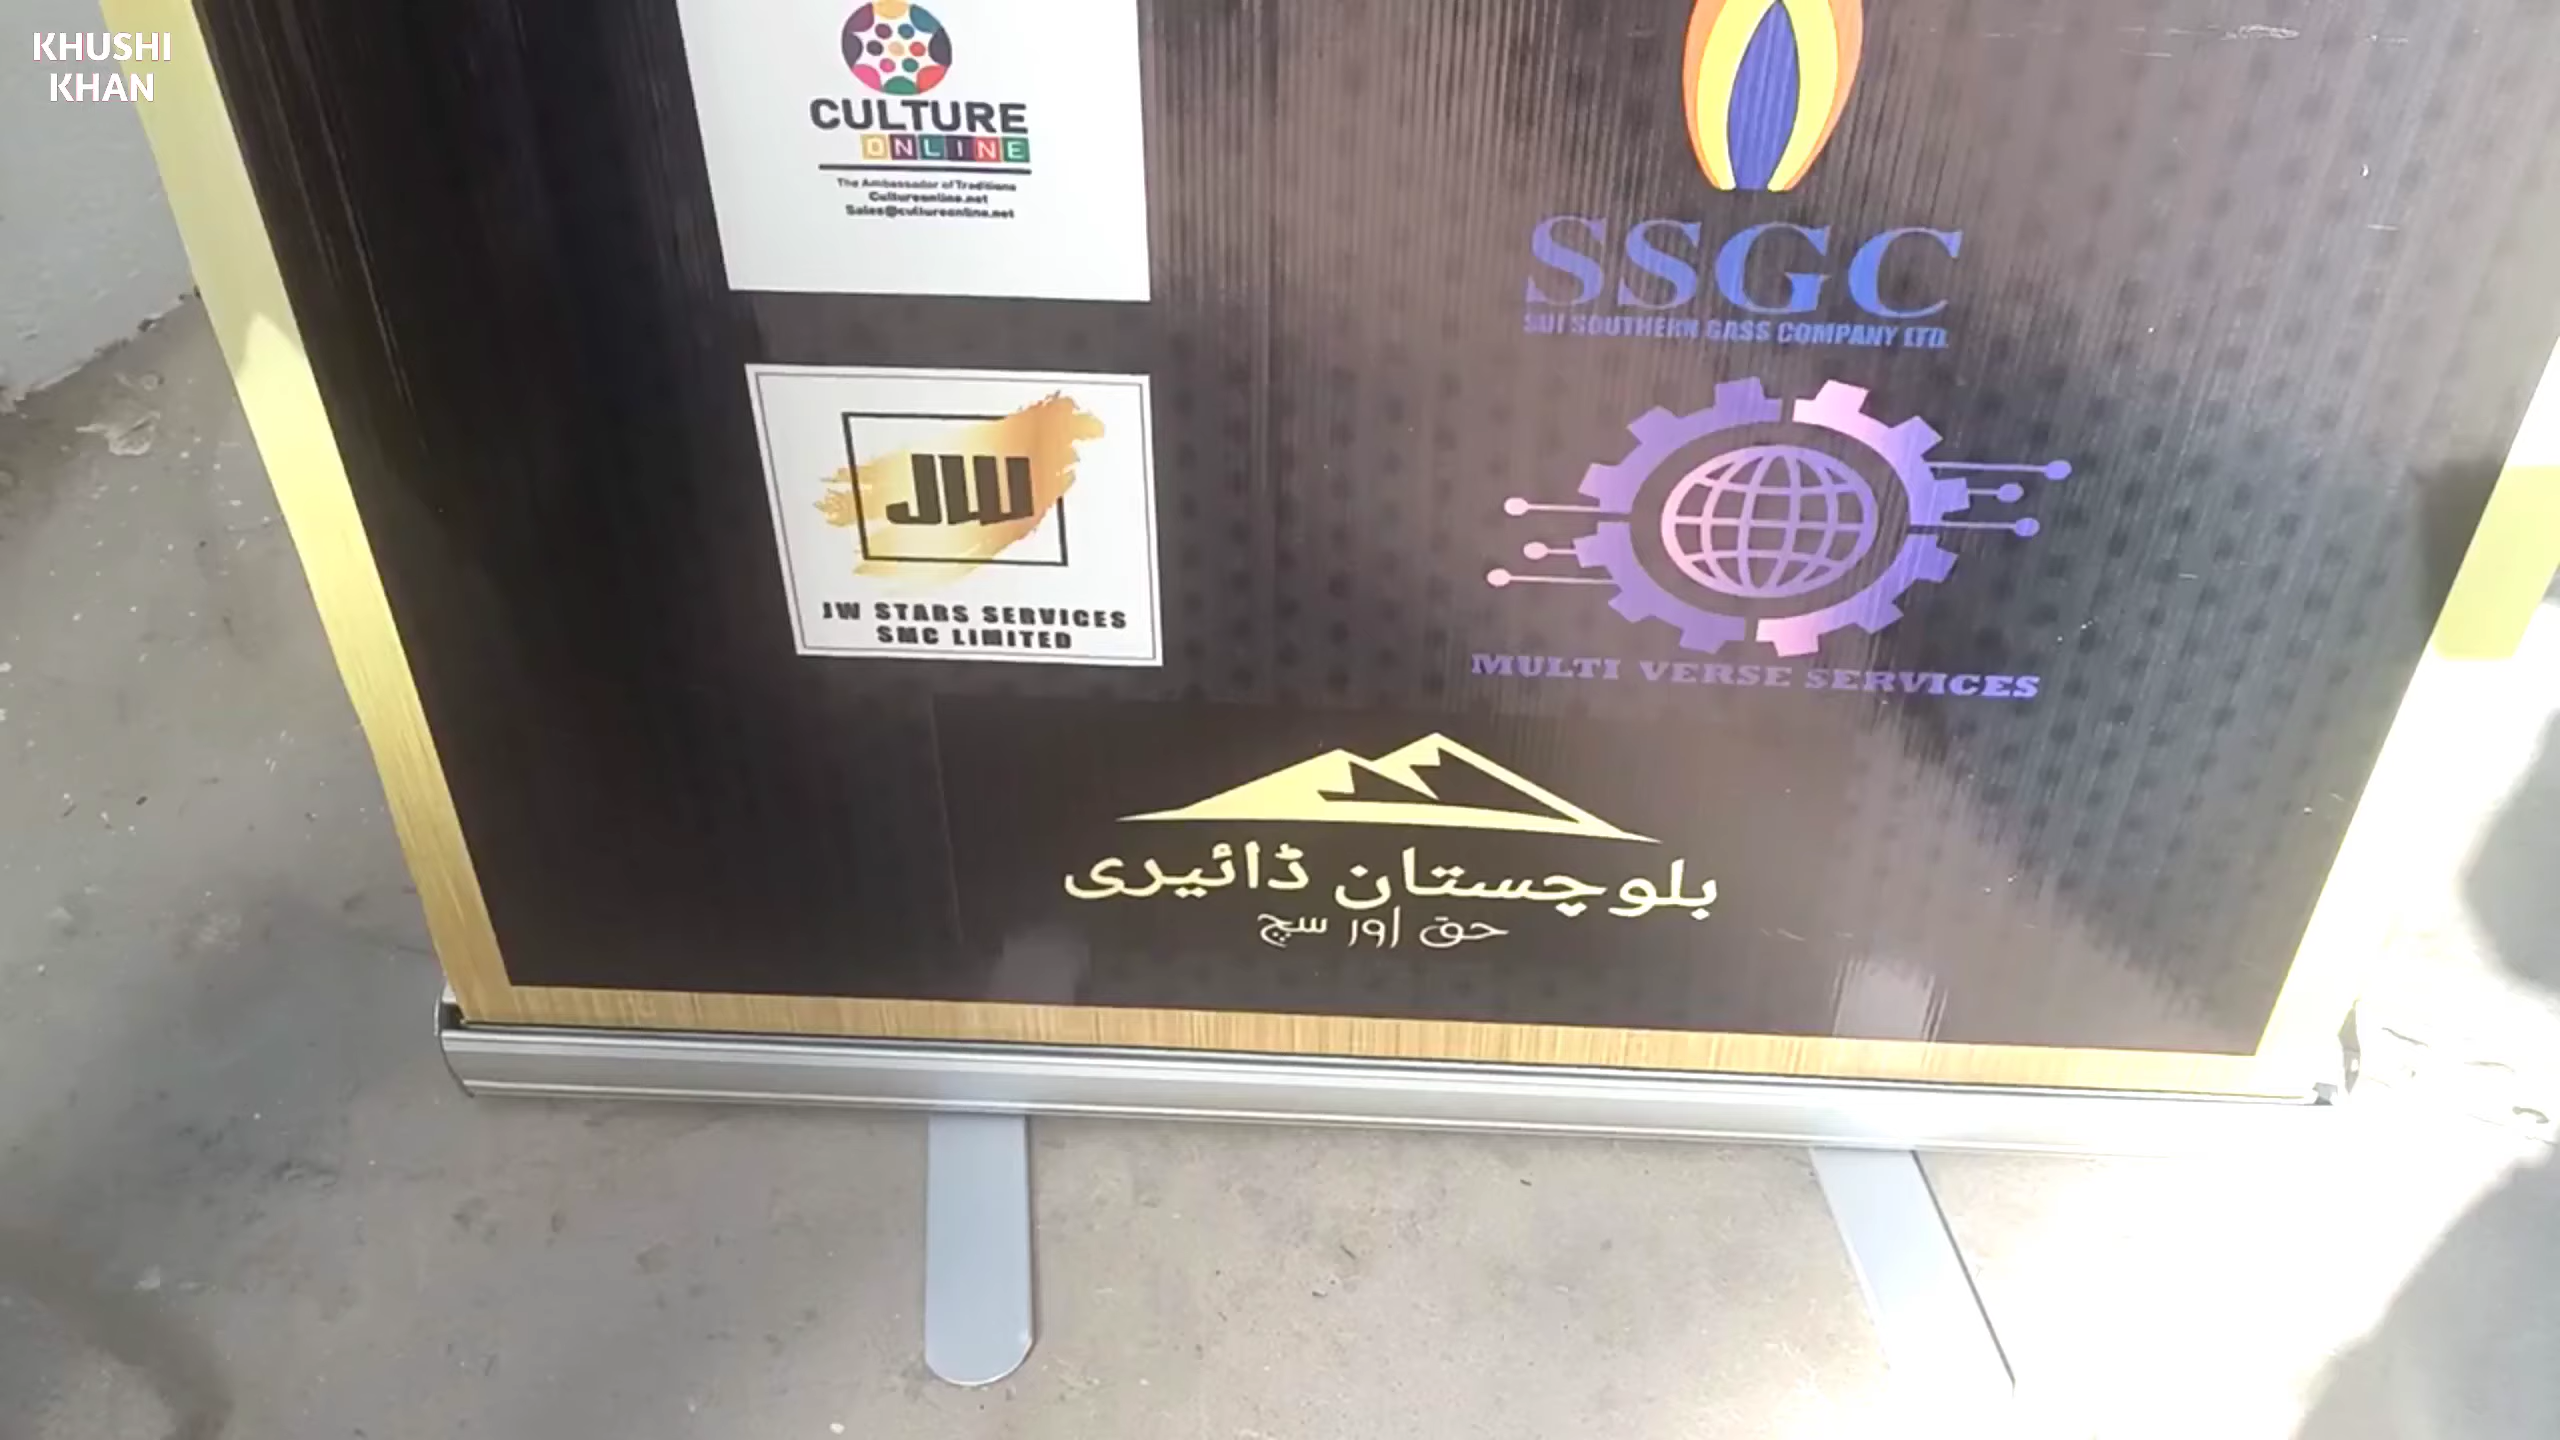 KHUSHI
KHAN
CULTURE
ONLINE
The Ambassador of Traditions
Cultureonline.net
Sales@cultureonline.net
SSGC
SUI SOUTHERN GASS COMPANY LTD.
JW
JW STARS SERVICES
SMC LIMITED
MULTI VERSE SERVICES
بلوچستان ڈائیری
حق اور سچ